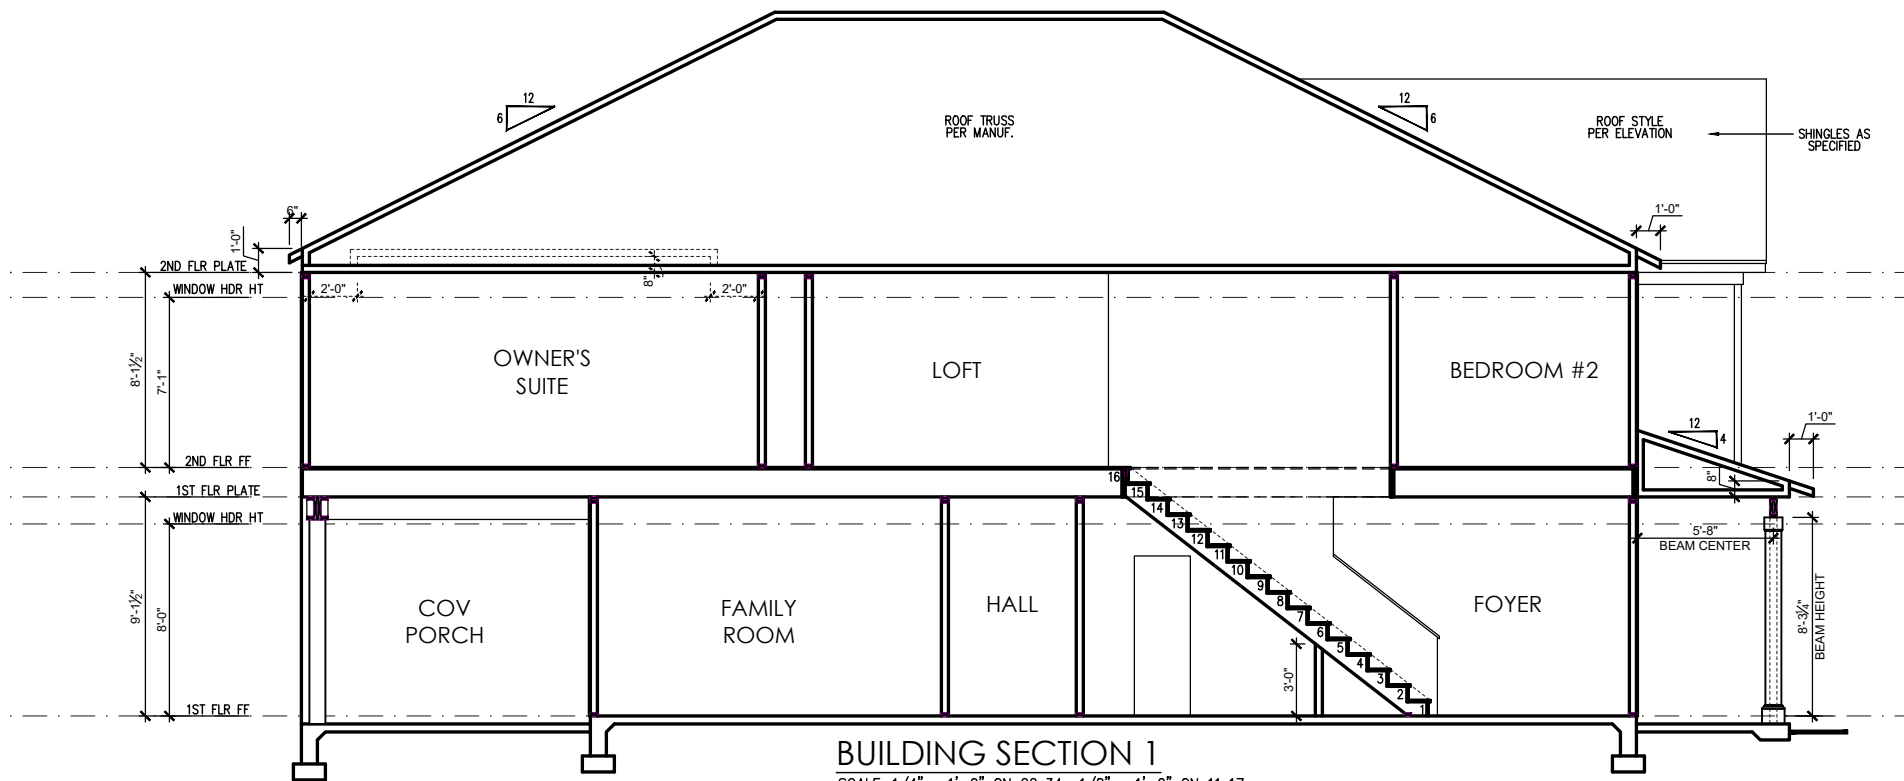 12
6
ROOF TRUSS
PER MANUF.
12
6
ROOF STYLE
PER ELEVATION
SHINGLES AS
SPECIFIED
6"
1'-0"
1'-0"
2ND FLR PLATE
WINDOW HDR HT
2'-0"
8"
2'-0"
8'-1½"
7'-1"
OWNER'S
SUITE
LOFT
BEDROOM #2
12
4
1'-0"
8"
2ND FLR FF
1ST FLR PLATE
WINDOW HDR HT
16
15
14
13
12
11
10
9
8
7
6
5
4
3
2
1
5'-8"
BEAM CENTER
9'-1½"
8'-0"
COV
PORCH
FAMILY
ROOM
HALL
FOYER
3'-0"
8'-¾"
BEAM HEIGHT
1ST FLR FF
BUILDING SECTION 1